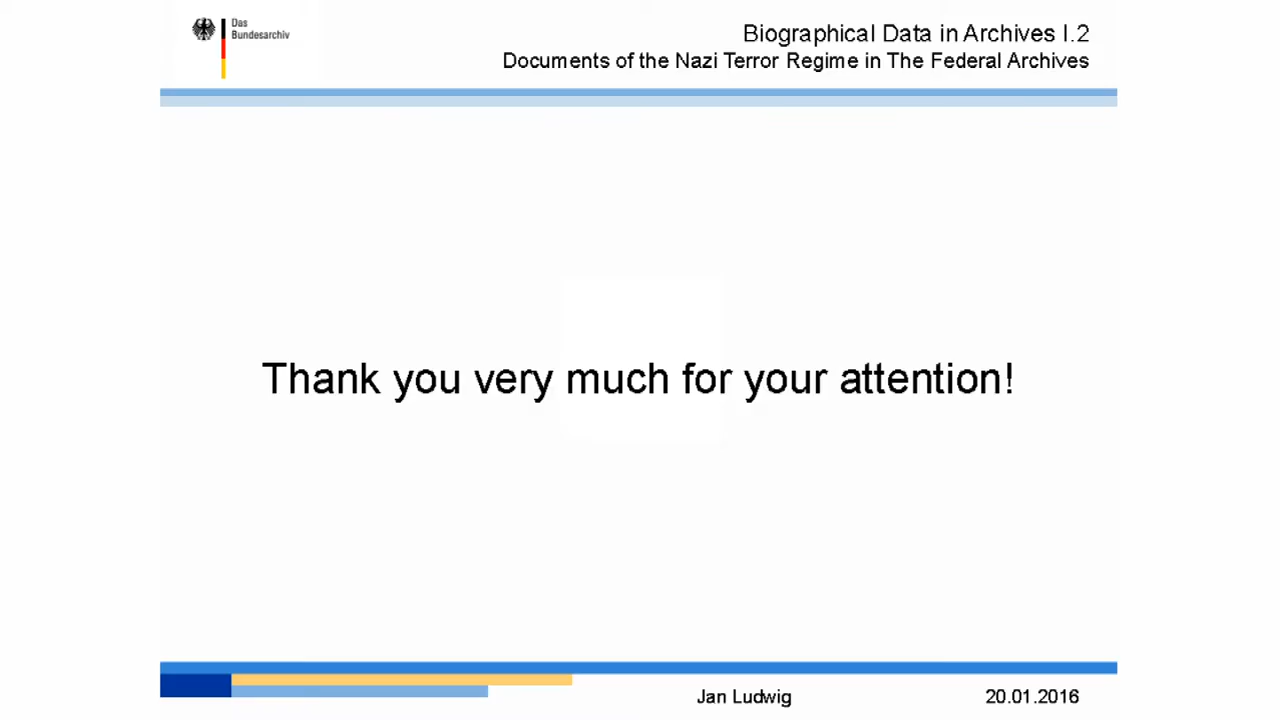 Das
Bundesarchiv
Biographical Data in Archives I.2
Documents of the Nazi Terror Regime in The Federal Archives
Thank you very much for your attention!
Jan Ludwig
20.01.2016